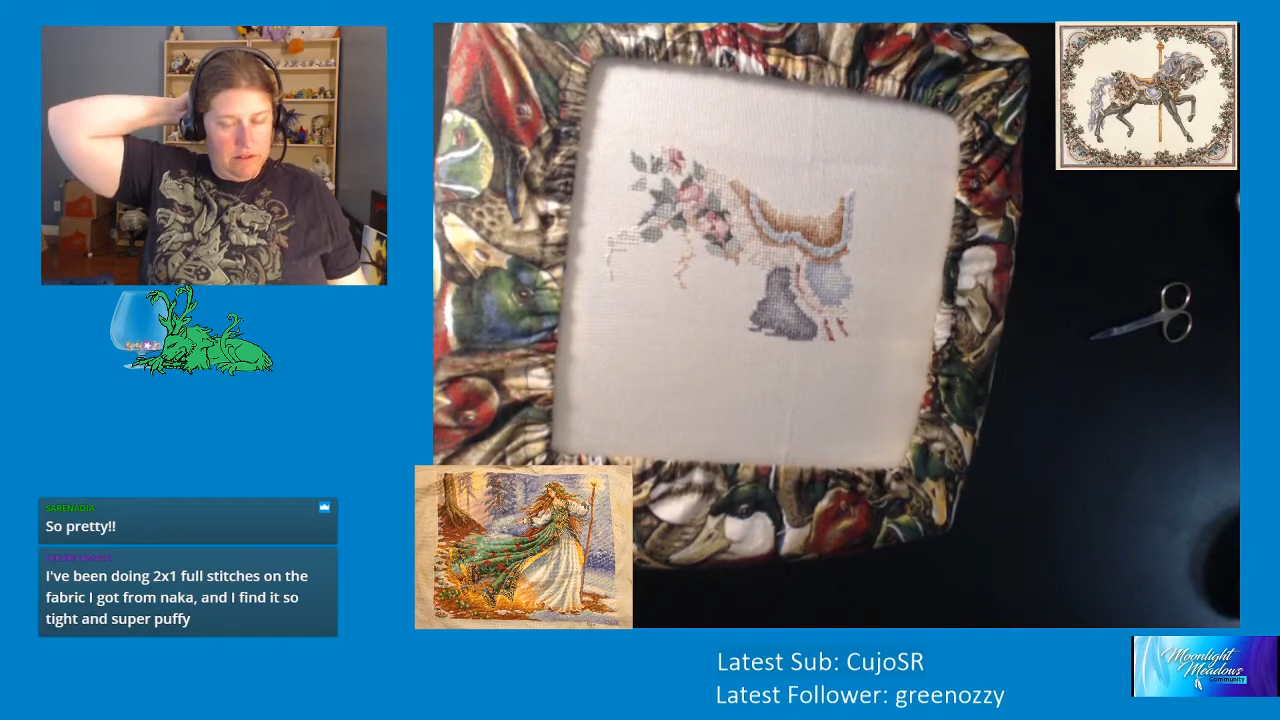 SARENADIA
So pretty!!
I've been doing 2x1 full stitches on the
fabric I got from naka, and I find it so
tight and super puffy
Latest Sub: CujoSR
Latest Follower: greenozzy
Moonlight
Meadows
Community